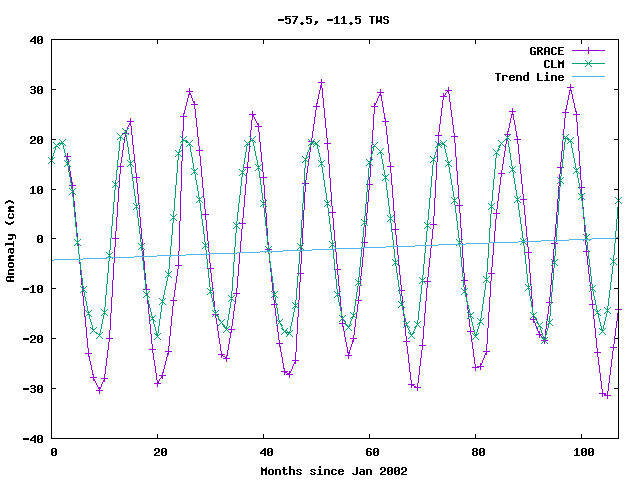 -57.5, -11.5 TWS
GRACE
CLM
Trend Line
40
30
20
10
0
-10
-20
-30
-40
Anomaly (cm)
0 20 40 60 80 100
Months since Jan 2002